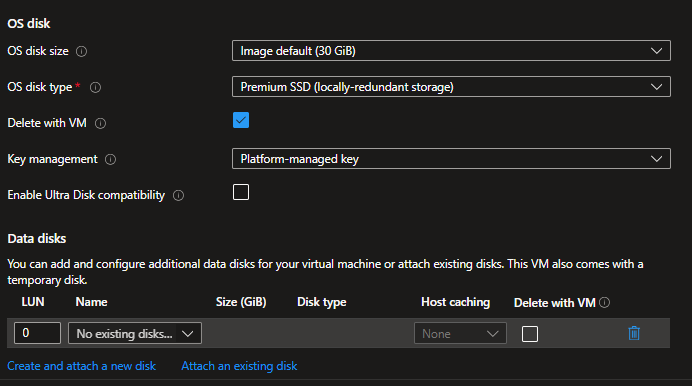 OS disk
OS disk size Image default (30 GiB)
OS disk type * Premium SSD (locally-redundant storage)
Delete with VM
Key management Platform-managed key
Enable Ultra Disk compatibility
Data disks
You can add and configure additional data disks for your virtual machine or attach existing disks. This VM also comes with a
temporary disk.
LUN Name Size (GiB) Disk type Host caching Delete with VM
0 No existing disks... None
Create and attach a new disk Attach an existing disk